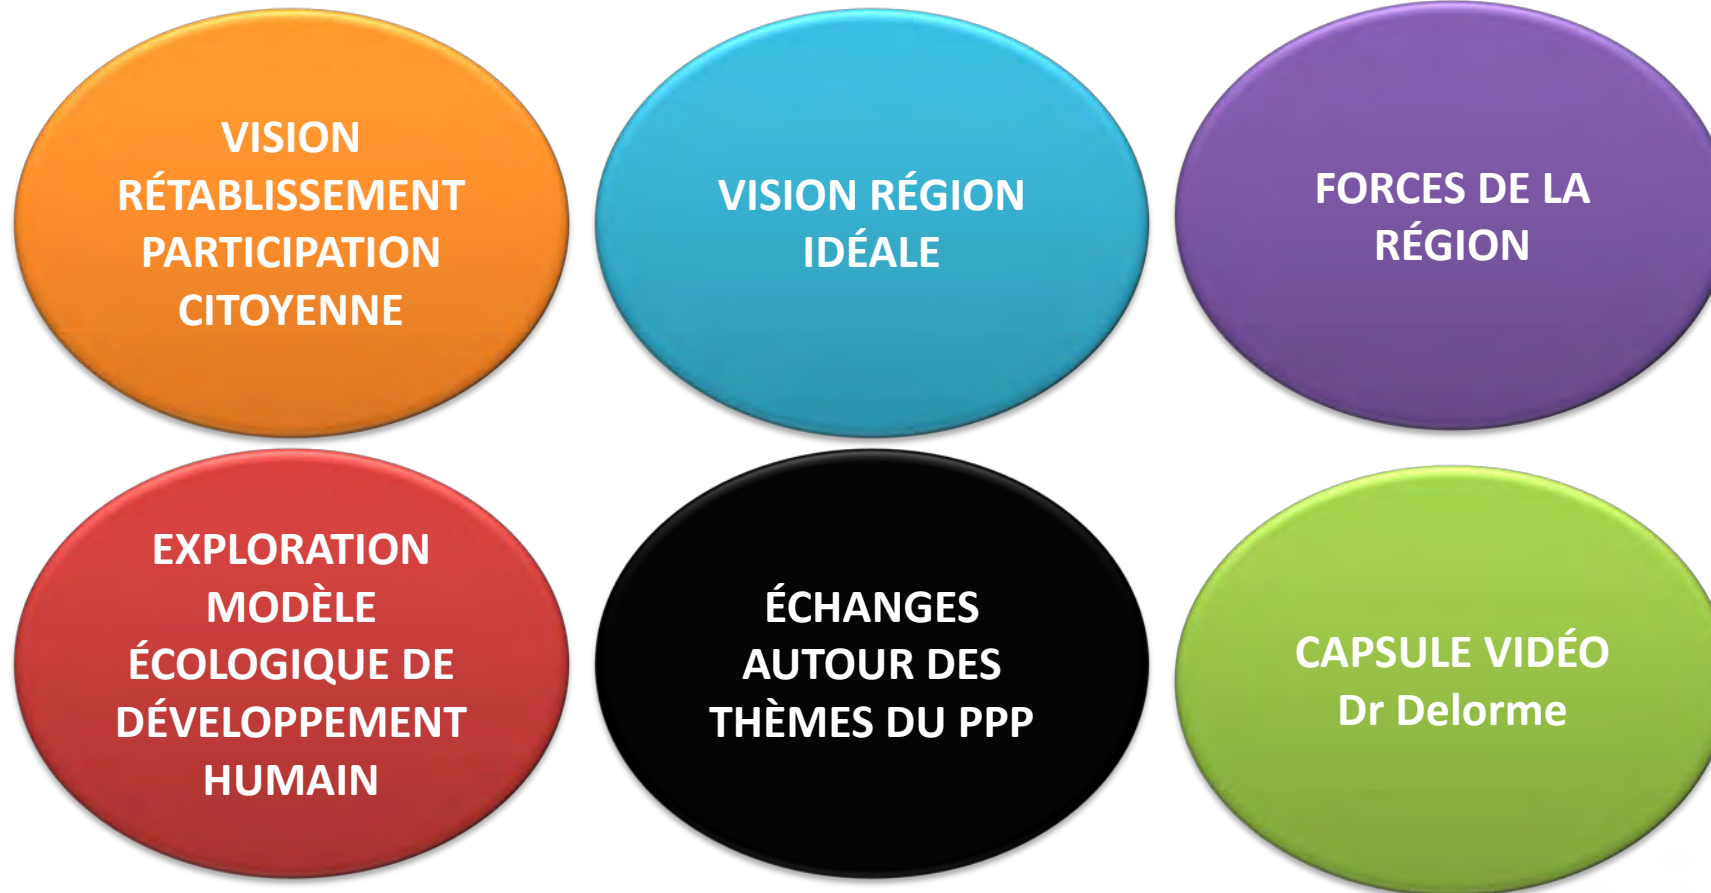 VISION
RÉTABLISSEMENT
PARTICIPATION
CITOYENNE
VISION RÉGION
IDÉALE
FORCES DE LA
RÉGION
EXPLORATION
MODÈLE
ÉCOLOGIQUE DE
DÉVELOPPEMENT
HUMAIN
ÉCHANGES
AUTOUR DES
THÈMES DU PPP
CAPSULE VIDÉO
Dr Delorme